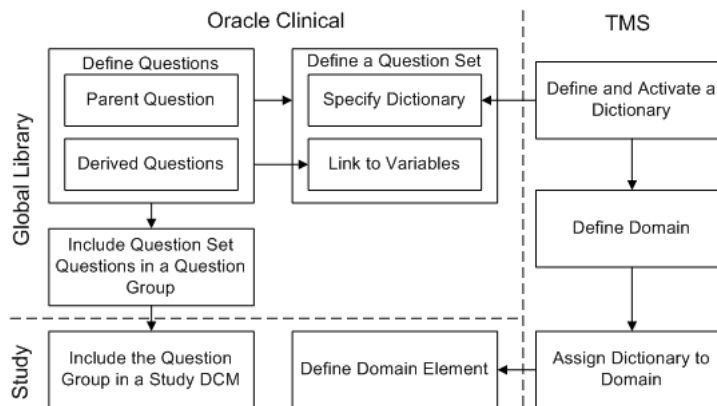 Oracle Clinical
TMS
Global Library
Define Questions
Parent Question
Derived Questions
Define a Question Set
Specify Dictionary
Link to Variables
Define and Activate a
Dictionary
Include Question Set
Questions in a Question
Group
Define Domain
Study
Include the Question
Group in a Study DCM
Define Domain Element
Assign Dictionary to
Domain